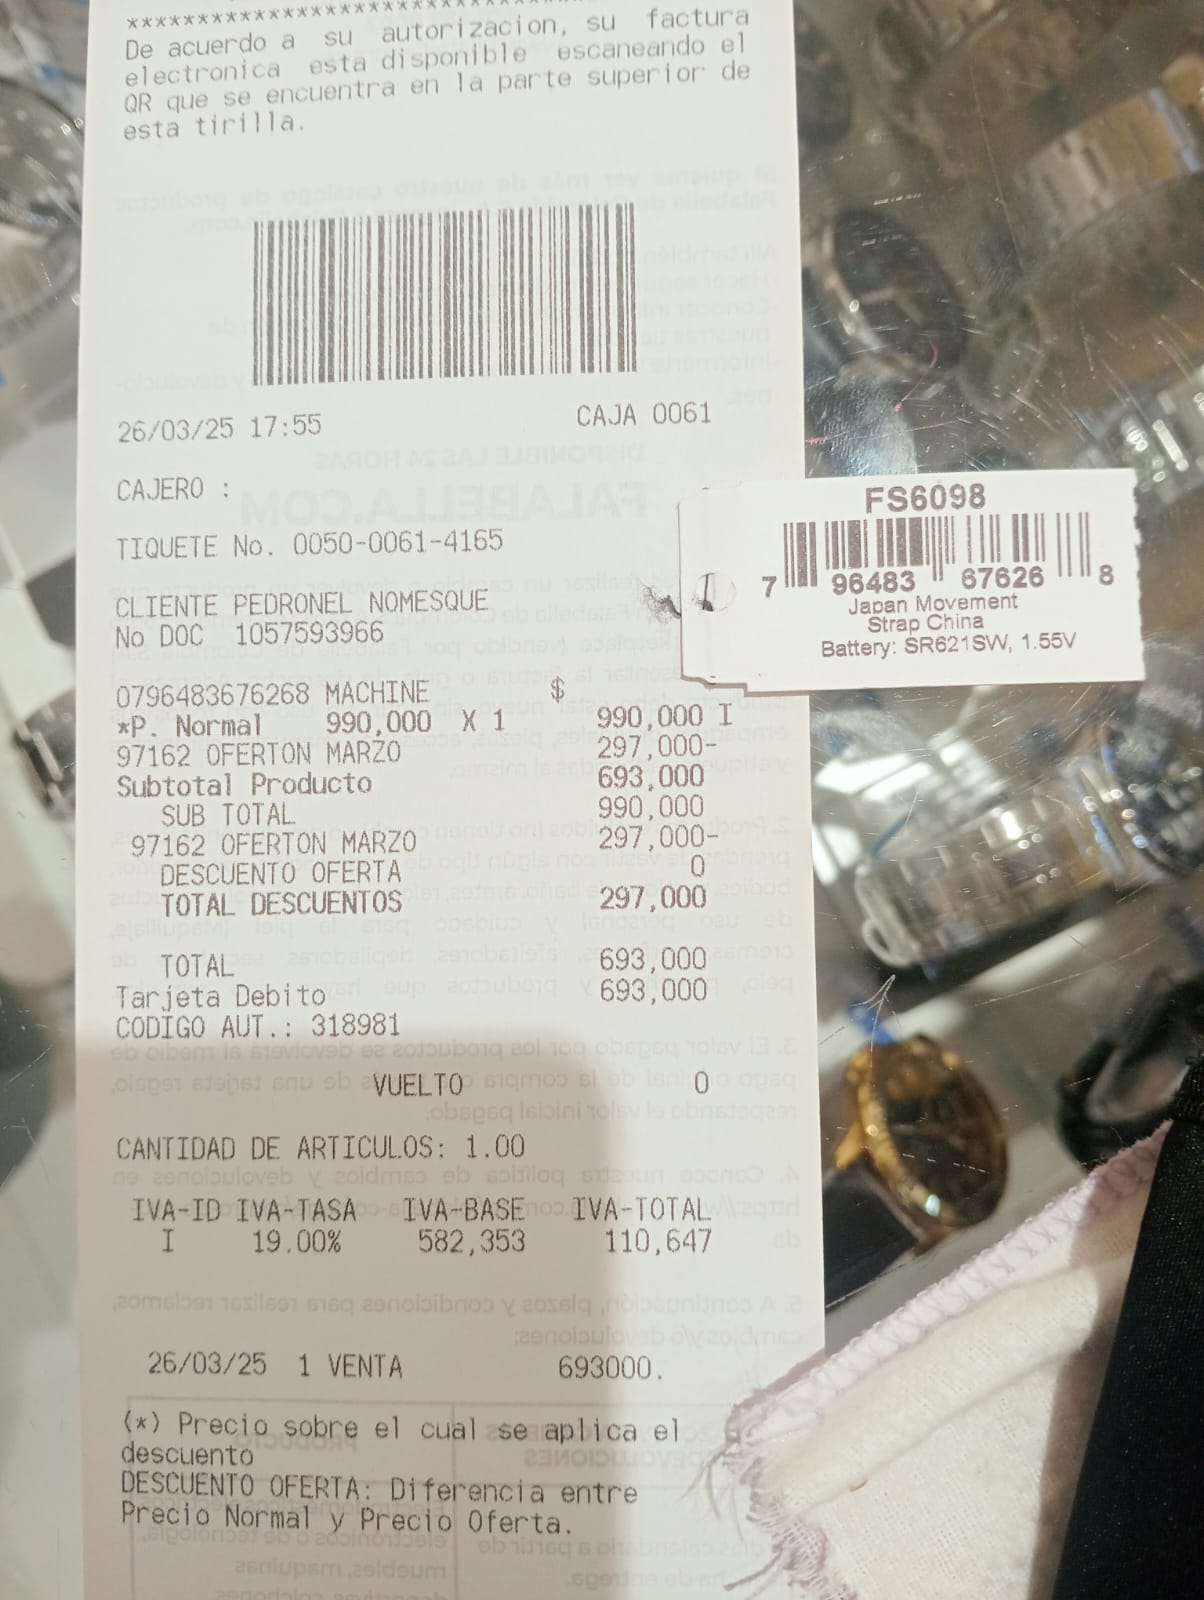 ****************************************
De acuerdo a su autorizacion, su factura
electronica esta disponible escaneando el
QR que se encuentra en la parte superior de
esta tirilla.
26/03/25 17:55 CAJA 0061
CAJERO :
TIQUETE No. 0050-0061-4165
CLIENTE PEDRONEL NOMESQUE
No DOC 1057593966
0796483676268 MACHINE $
*P. Normal 990,000 X 1 990,000 I
97162 OFERTON MARZO 297,000-
Subtotal Producto 693,000
SUB TOTAL 990,000
97162 OFERTON MARZO 297,000-
DESCUENTO OFERTA 0
TOTAL DESCUENTOS 297,000
TOTAL 693,000
Tarjeta Debito 693,000
CODIGO AUT.: 318981
VUELTO 0
CANTIDAD DE ARTICULOS: 1.00
IVA-ID IVA-TASA IVA-BASE IVA-TOTAL
I 19.00% 582,353 110,647
26/03/25 1 VENTA 693000.
(*) Precio sobre el cual se aplica el
descuento
DESCUENTO OFERTA: Diferencia entre
Precio Normal y Precio Oferta.
FS6098
7 96483 67626 8
Japan Movement
Strap China
Battery: SR621SW, 1.55V